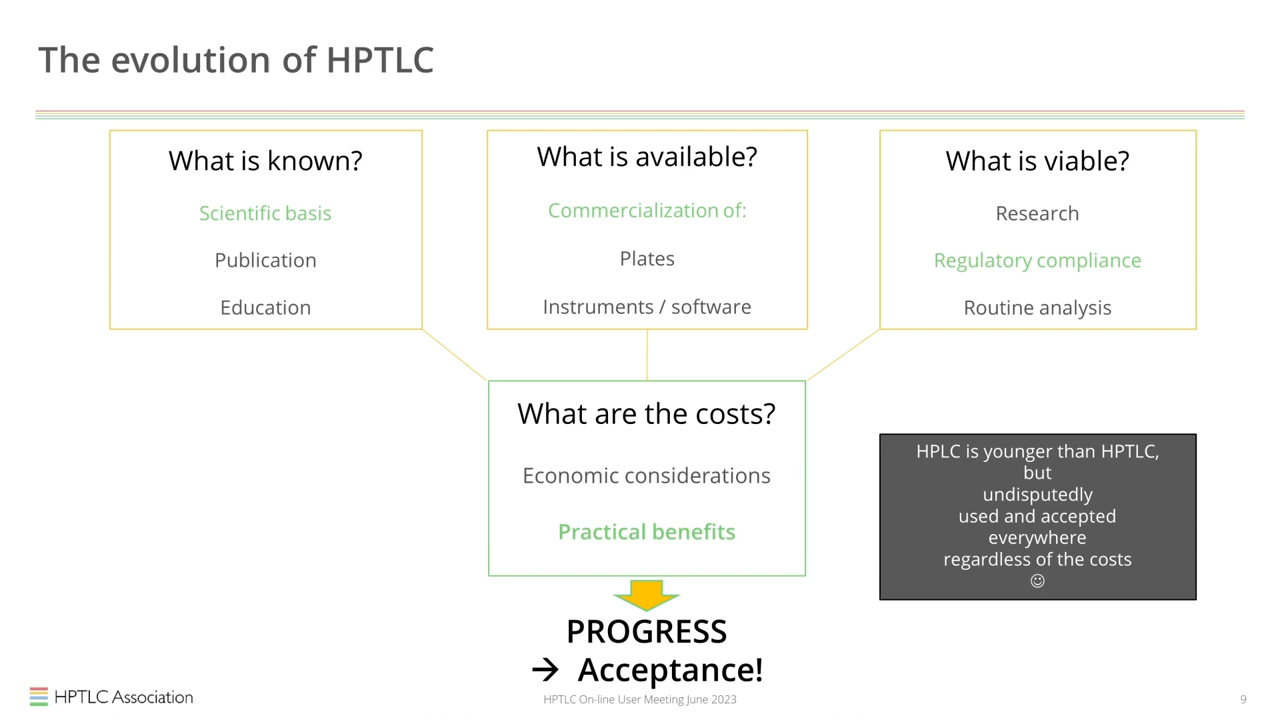 The evolution of HPTLC
What is known?
Scientific basis
Publication
Education
What is available?
Commercialization of:
Plates
Instruments / software
What is viable?
Research
Regulatory compliance
Routine analysis
What are the costs?
Economic considerations
Practical benefits
HPLC is younger than HPTLC,
but
undisputedly
used and accepted
everywhere
regardless of the costs
☺
PROGRESS
→ Acceptance!
HPTLC Association
HPTLC On-line User Meeting June 2023
9